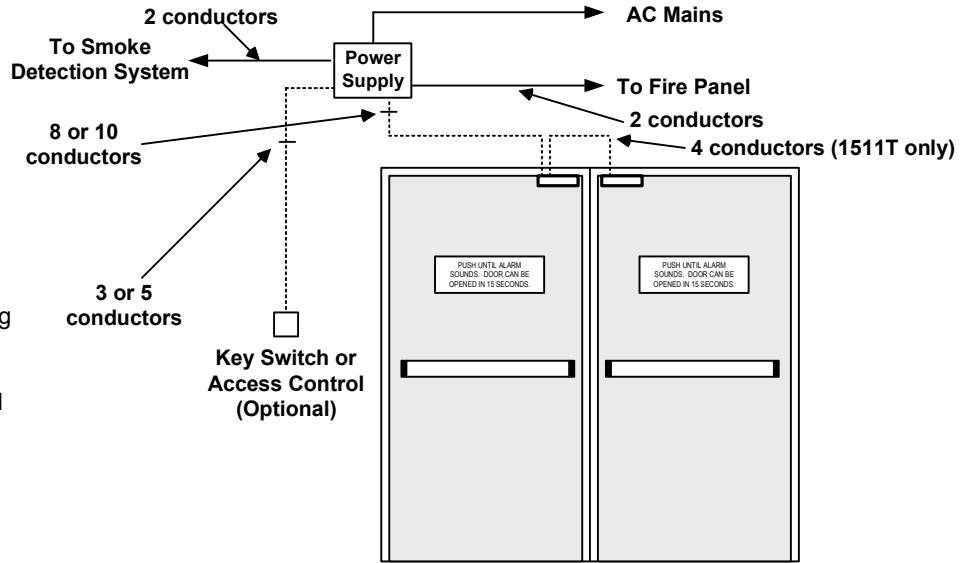 2 conductors
AC Mains
To Smoke
Detection System
Power
Supply
To Fire Panel
2 conductors
8 or 10
conductors
4 conductors (1511T only)
PUSH UNTIL ALARM
SOUNDS. DOOR CAN BE
OPENED IN 15 SECONDS.
PUSH UNTIL ALARM
SOUNDS. DOOR CAN BE
OPENED IN 15 SECONDS.
3 or 5
conductors
g
Key Switch or
Access Control
(Optional)